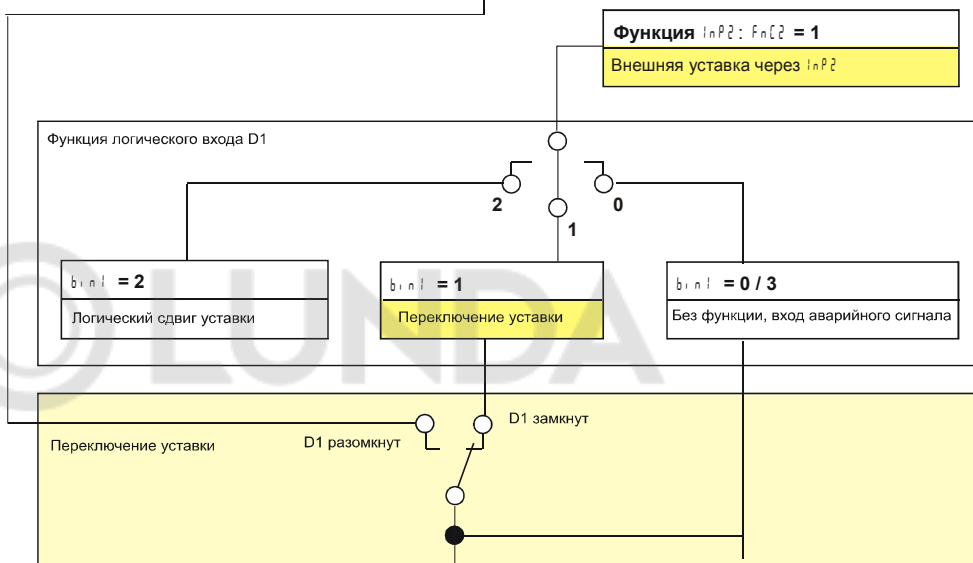 Функция InP2: FnC2 = 1
Внешняя уставка через InP2
Функция логического входа D1
2
0
1
bin1 = 2
Логический сдвиг уставки
bin1 = 1
Переключение уставки
bin1 = 0 / 3
Без функции, вход аварийного сигнала
LUNDA
D1 замкнут
D1 разомкнут
Переключение уставки